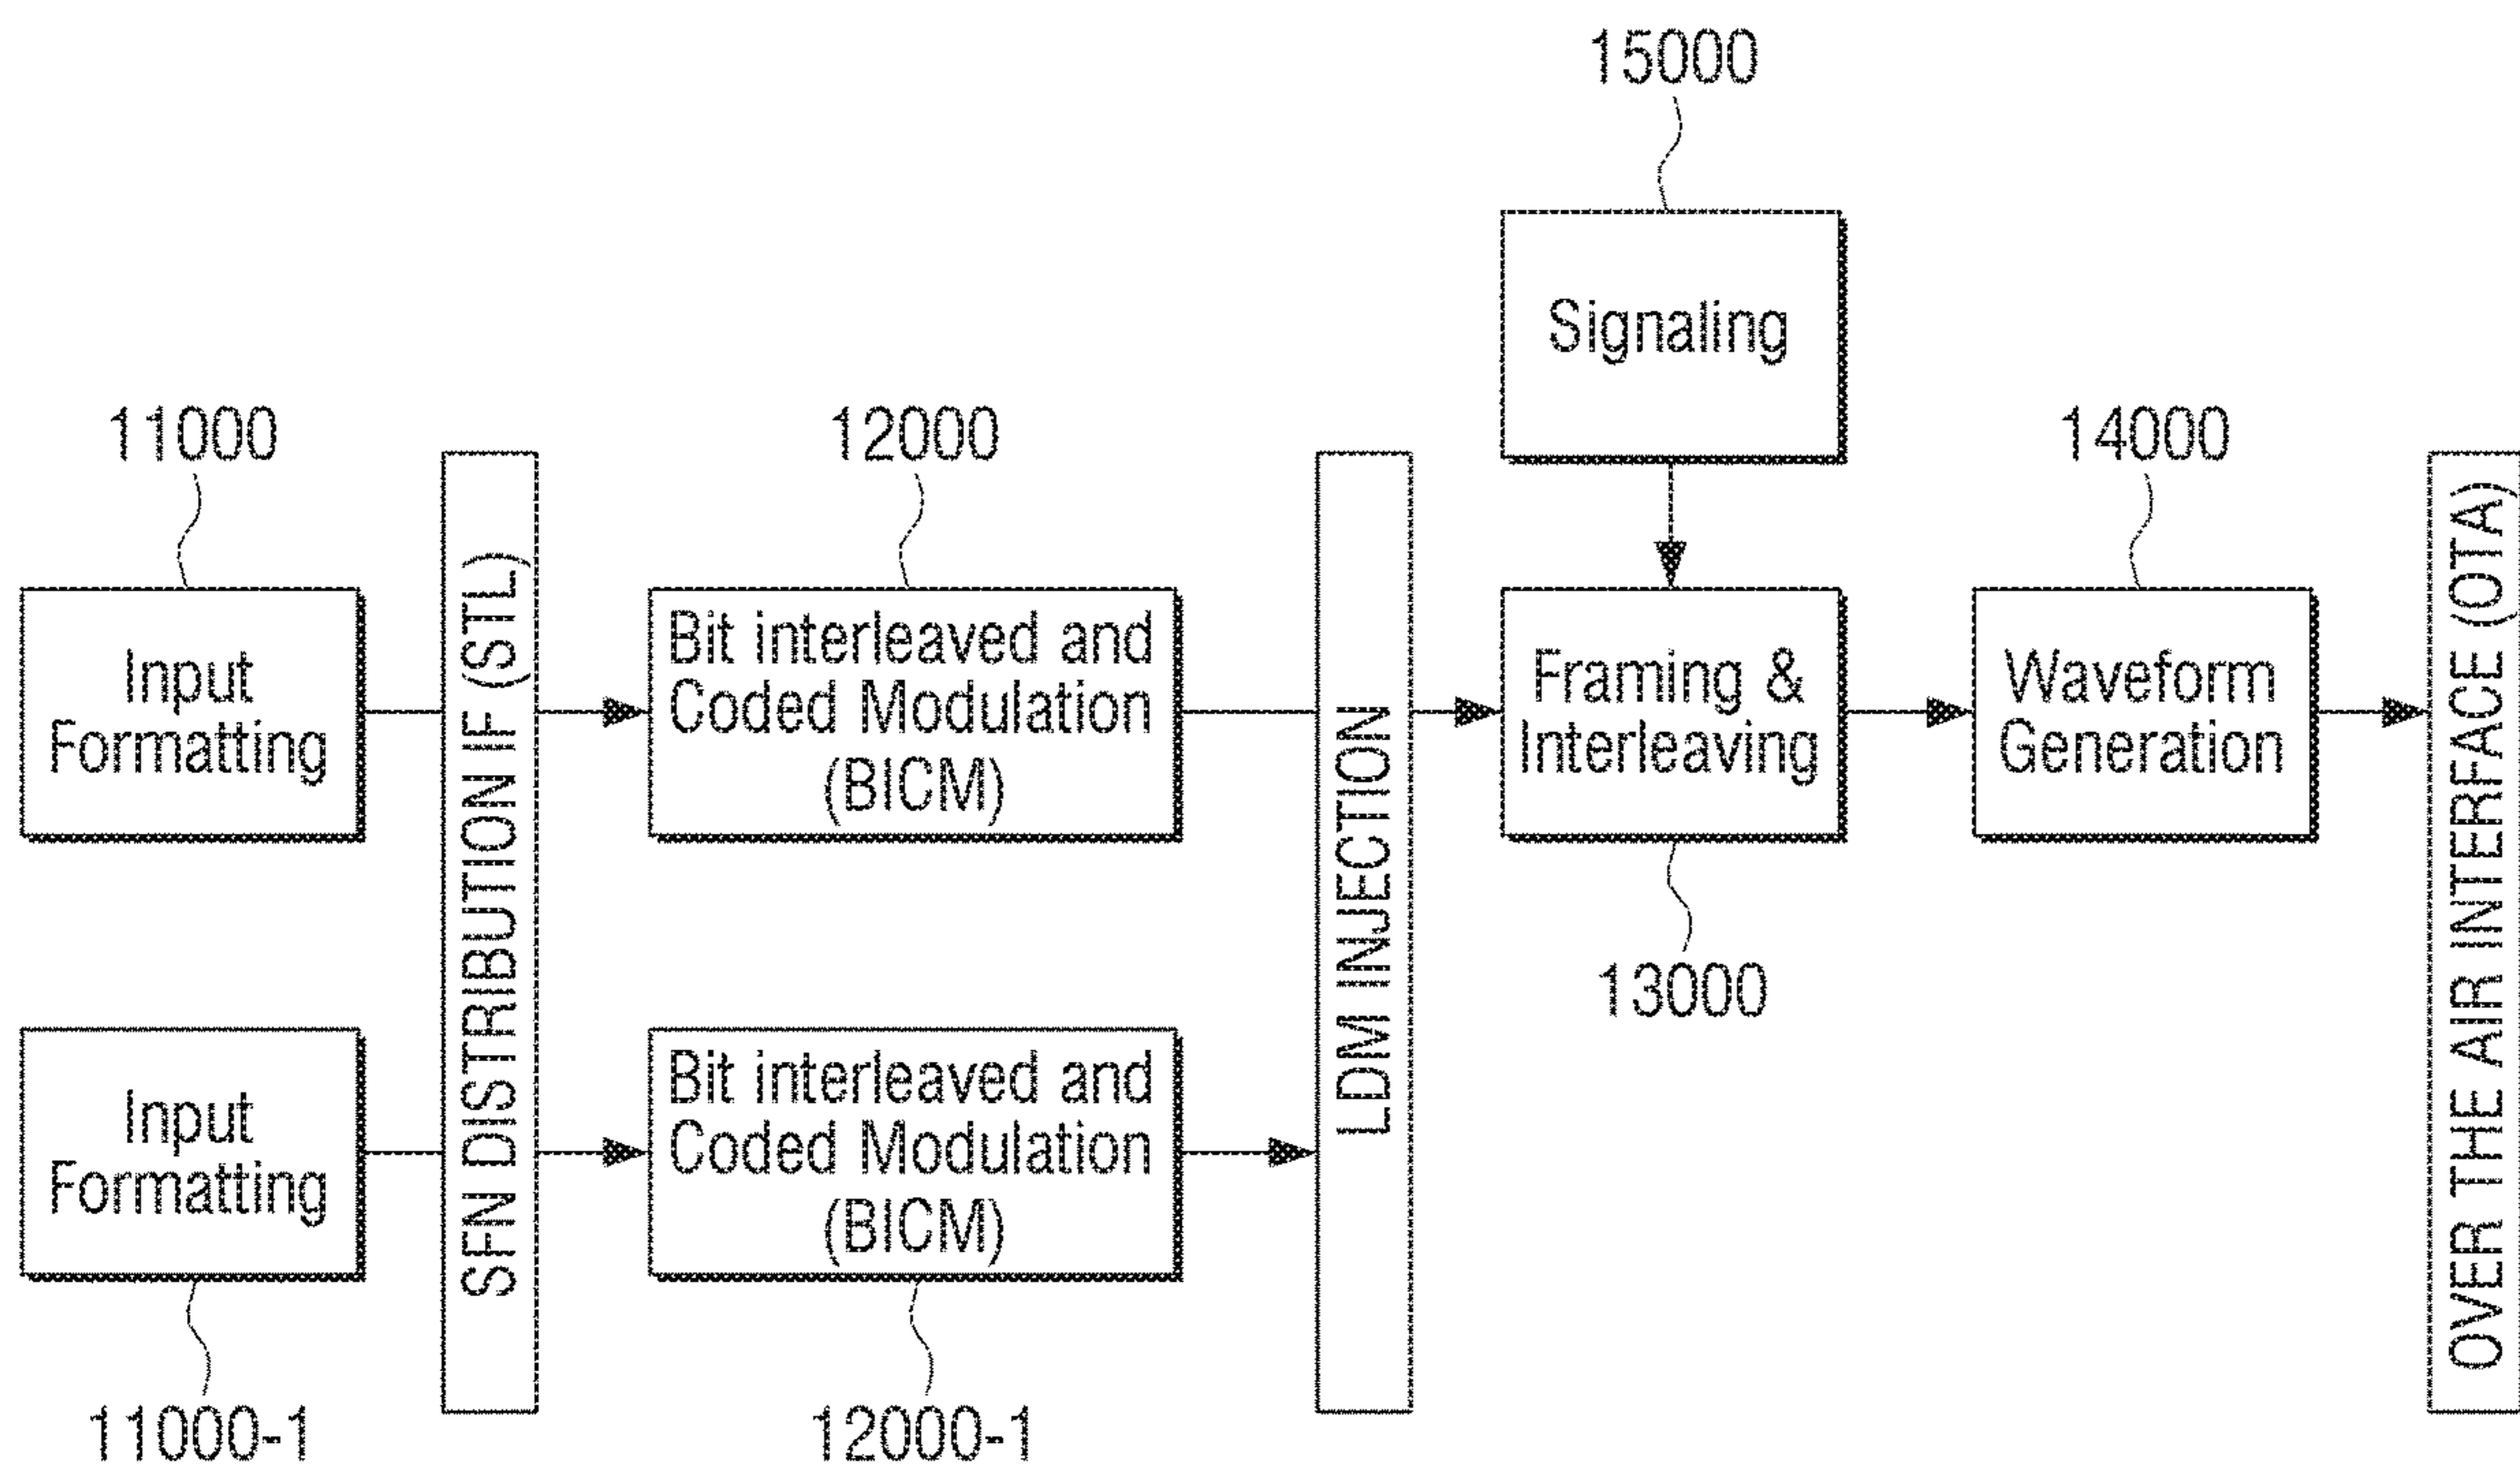 15000
Signaling
11000
12000
14000
Input
Formatting
SFN DISTRIBUTION IF (STL)
Bit interleaved and
Coded Modulation
(BICM)
LDM INJECTION
Framing &
Interleaving
Waveform
Generation
OVER THE AIR INTERFACE (OTA)
13000
Input
Formatting
Bit interleaved and
Coded Modulation
(BICM)
11000-1
12000-1